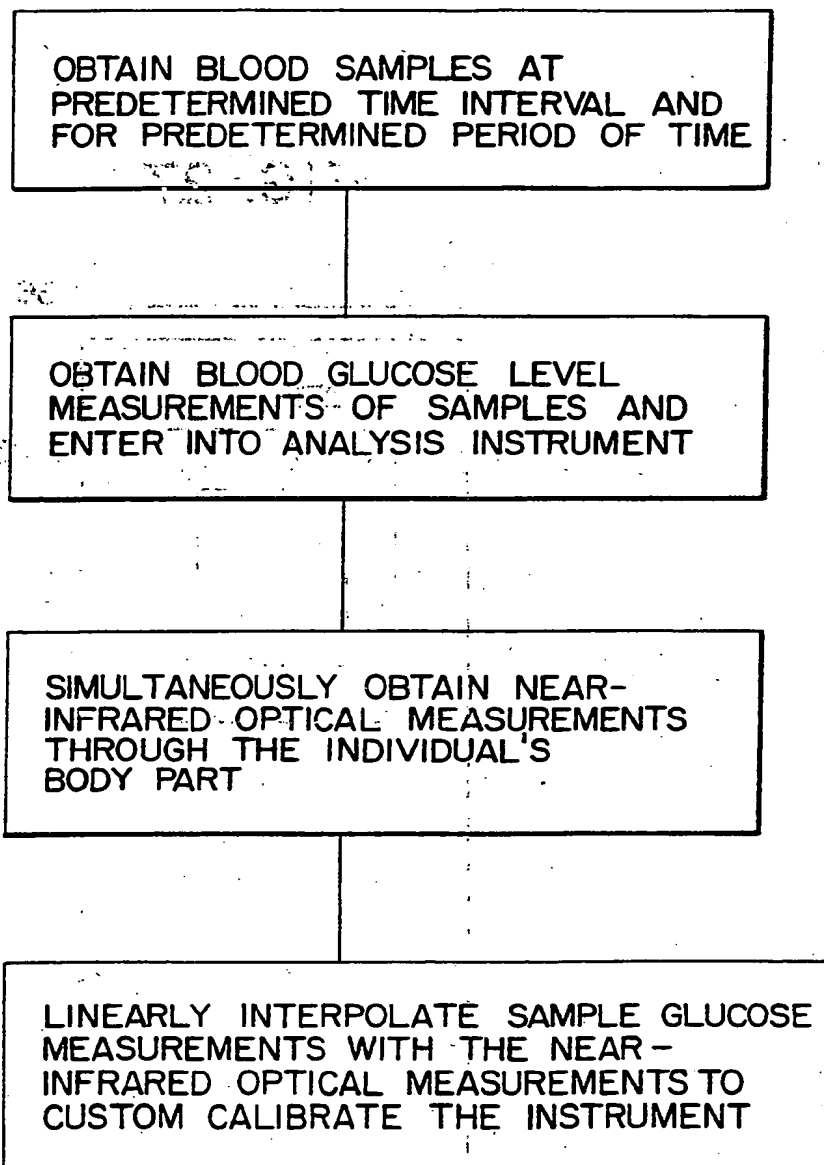 OBTAIN BLOOD SAMPLES AT
PREDETERMINED TIME INTERVAL AND
FOR PREDETERMINED PERIOD OF TIME
OBTAIN BLOOD GLUCOSE LEVEL
MEASUREMENTS OF SAMPLES AND
ENTER INTO ANALYSIS INSTRUMENT
SIMULTANEOUSLY OBTAIN NEAR-
INFRARED OPTICAL MEASUREMENTS
THROUGH THE INDIVIDUAL'S
BODY PART
LINEARLY INTERPOLATE SAMPLE GLUCOSE
MEASUREMENTS WITH THE NEAR-
INFRARED OPTICAL MEASUREMENTS TO
CUSTOM CALIBRATE THE INSTRUMENT